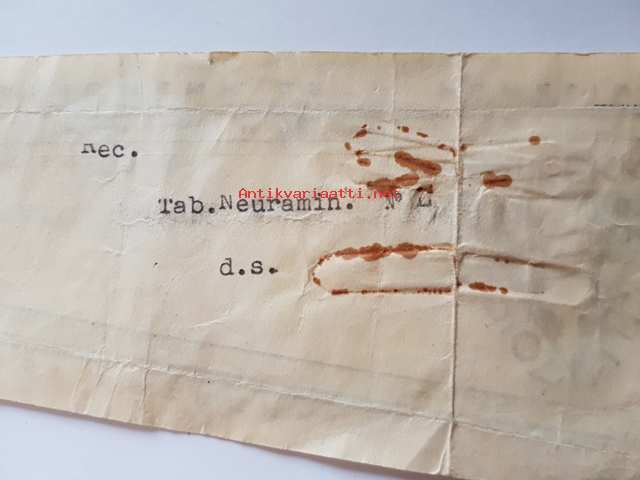 Rec.
Antikvariaatti.net
Tab.Neuramin. № L
d.s.